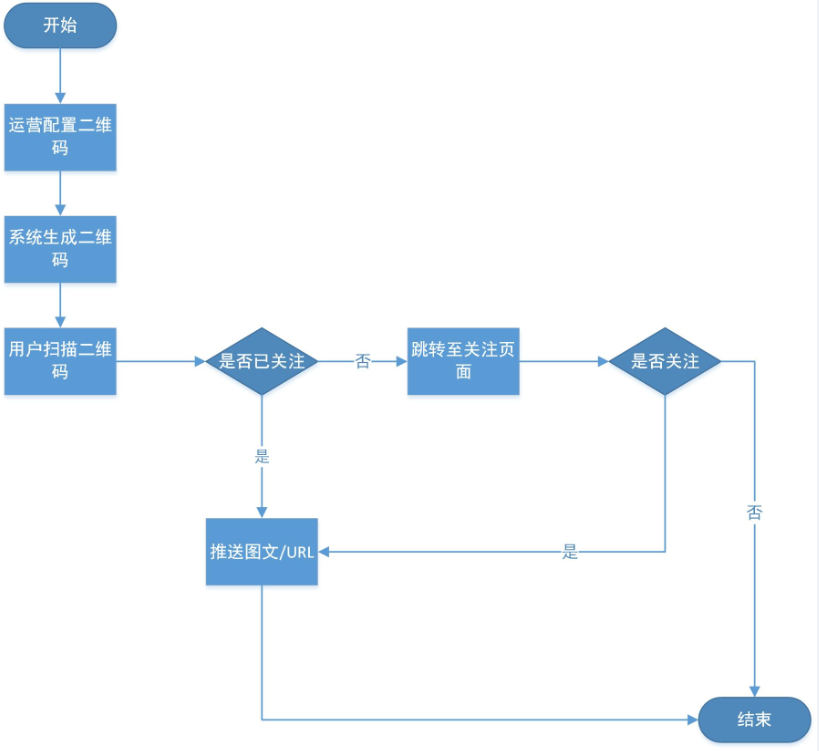 开始
运营配置二维
码
系统生成二维
码
用户扫描二维
码
是否已关注
否
跳转至关注页
面
是否关注
是
否
推送图文/URL
是
结束